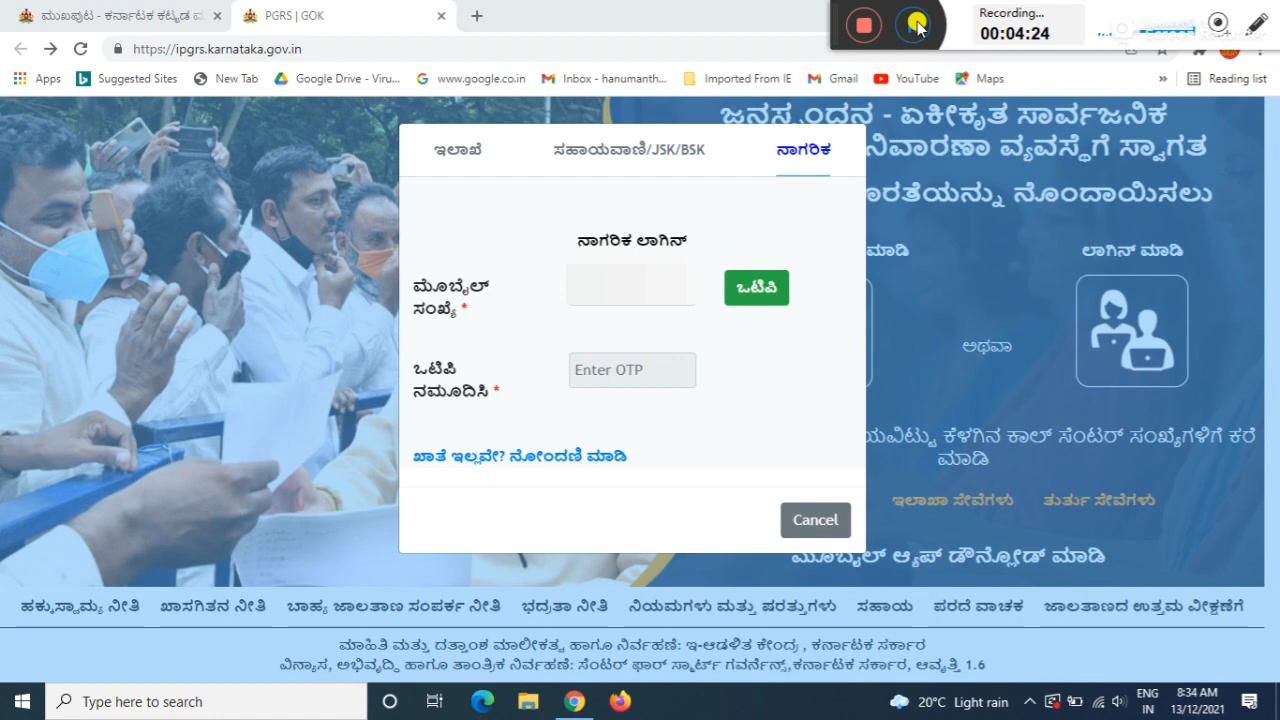 ಮುಖಪುಟ - ಕರ್ನಾಟಕ ಕಟ್ಟಡ ಮ
PGRS | GOK
Recording...
00:04:24
https://ipgrs.karnataka.gov.in
Apps
Suggested Sites
New Tab
Google Drive - Viru...
www.google.co.in
Inbox - hanumanth...
Imported From IE
Gmail
YouTube
Maps
»
Reading list
ಜನಸ್ಪಂದನ - ಏಕೀಕೃತ ಸಾರ್ವಜನಿಕ
ನಿವಾರಣಾ ವ್ಯವಸ್ಥೆಗೆ ಸ್ವಾಗತ
ರತೆಯನ್ನು ನೊಂದಾಯಿಸಲು
ಇಲಾಖೆ
ಸಹಾಯವಾಣಿ/JSK/BSK
ನಾಗರಿಕ
ನಾಗರಿಕ ಲಾಗಿನ್
ಮಾಡಿ
ಲಾಗಿನ್ ಮಾಡಿ
ಮೊಬೈಲ್
ಸಂಖ್ಯೆ *
ಒಟಿಪಿ
ಅಥವಾ
ಒಟಿಪಿ
ನಮೂದಿಸಿ *
Enter OTP
ಖಾತೆ ಇಲ್ಲವೇ? ನೋಂದಣಿ ಮಾಡಿ
ಯವಿಟ್ಟು ಕೆಳಗಿನ ಕಾಲ್ ಸೆಂಟರ್ ಸಂಖ್ಯೆಗಳಿಗೆ ಕರೆ
ಮಾಡಿ
ಇಲಾಖಾ ಸೇವೆಗಳು
ತುರ್ತು ಸೇವೆಗಳು
Cancel
ಮೊಬೈಲ್ ಆ್ಯಪ್ ಡೌನ್ಲೋಡ್ ಮಾಡಿ
ಹಕ್ಕುಸ್ವಾಮ್ಯ ನೀತಿ
ಖಾಸಗಿತನ ನೀತಿ
ಬಾಹ್ಯ ಜಾಲತಾಣ ಸಂಪರ್ಕ ನೀತಿ
ಭದ್ರತಾ ನೀತಿ
ನಿಯಮಗಳು ಮತ್ತು ಷರತ್ತುಗಳು
ಸಹಾಯ
ಪರದೆ ವಾಚಕ
ಜಾಲತಾಣದ ಉತ್ತಮ ವೀಕ್ಷಣೆಗೆ
ಮಾಹಿತಿ ಮತ್ತು ದತ್ತಾಂಶ ಮಾಲೀಕತ್ವ ಹಾಗೂ ನಿರ್ವಹಣೆ: ಇ-ಆಡಳಿತ ಕೇಂದ್ರ , ಕರ್ನಾಟಕ ಸರ್ಕಾರ
ವಿನ್ಯಾಸ, ಅಭಿವೃದ್ಧಿ ಹಾಗೂ ತಾಂತ್ರಿಕ ನಿರ್ವಹಣೆ: ಸೆಂಟರ್ ಫಾರ್ ಸ್ಮಾರ್ಟ್ ಗವರ್ನೆನ್ಸ್,ಕರ್ನಾಟಕ ಸರ್ಕಾರ, ಆವೃತ್ತಿ 1.6
Type here to search
20°C Light rain
ENG
IN
8:34 AM
13/12/2021